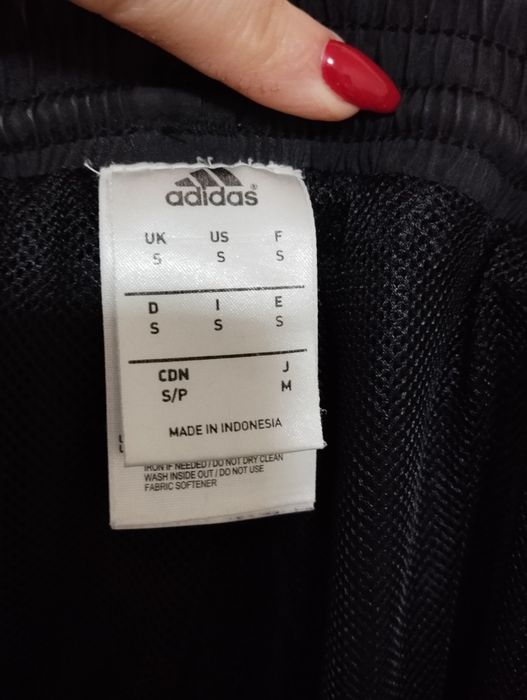 adidas®
UK US F
S S S
D I E
S S S
CDN J
S/P M
MADE IN INDONESIA
IRON IF NEEDED / DO NOT DRY CLEAN
WASH INSIDE OUT / DO NOT USE
FABRIC SOFTENER